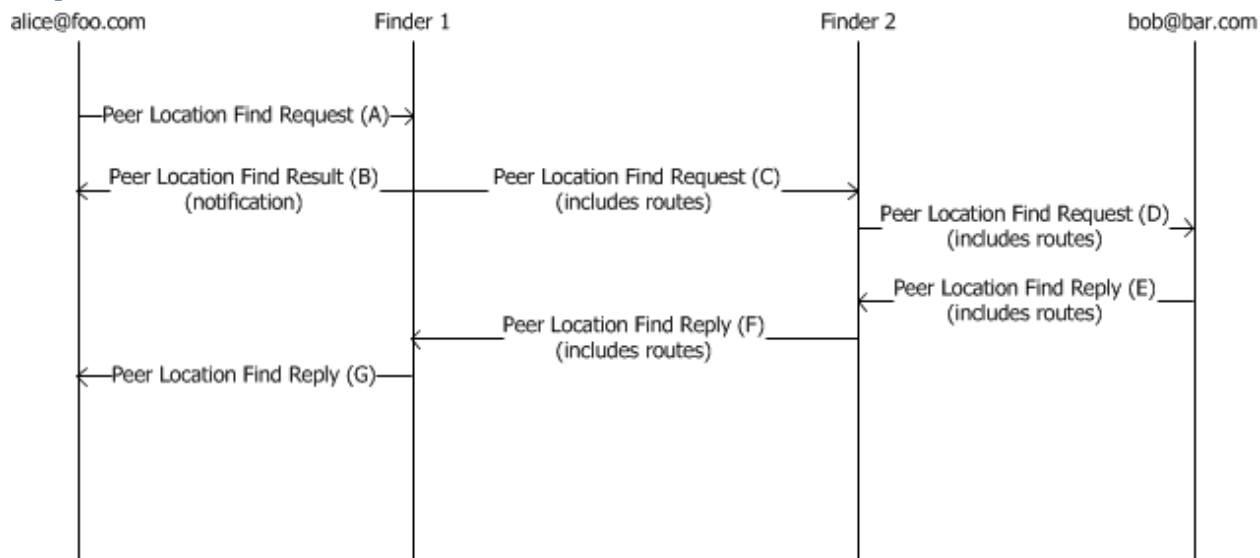 alice@foo.com
Finder 1
Finder 2
bob@bar.com
Peer Location Find Request (A)
Peer Location Find Result (B)
(notification)
Peer Location Find Request (C)
(includes routes)
Peer Location Find Request (D)
(includes routes)
Peer Location Find Reply (E)
(includes routes)
Peer Location Find Reply (F)
(includes routes)
Peer Location Find Reply (G)